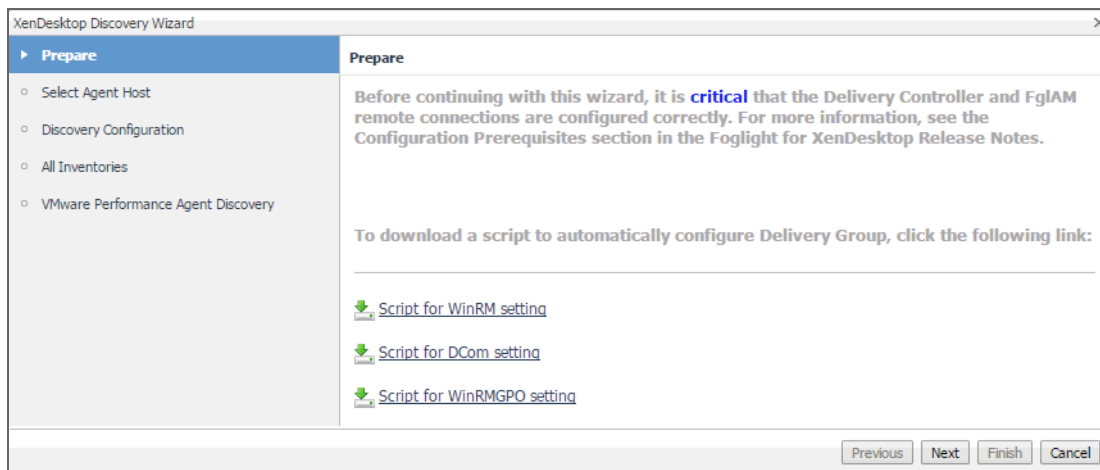 XenDesktop Discovery Wizard
Prepare
Select Agent Host
Discovery Configuration
All Inventories
VMware Performance Agent Discovery
Prepare
Before continuing with this wizard, it is critical that the Delivery Controller and FglAM
remote connections are configured correctly. For more information, see the
Configuration Prerequisites section in the Foglight for XenDesktop Release Notes.
To download a script to automatically configure Delivery Group, click the following link:
Script for WinRM setting
Script for DCom setting
Script for WinRMGPO setting
Previous Next Finish Cancel